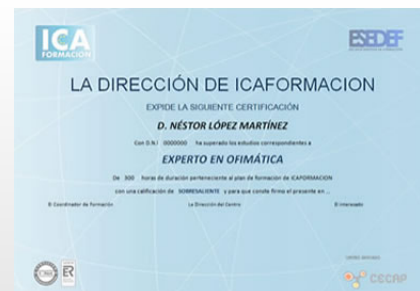 ICA
FORMACIÓN
ESEDEF
LA DIRECCIÓN DE ICAFORMACION
EXPIDE LA SIGUIENTE CERTIFICACIÓN
D. NÉSTOR LÓPEZ MARTÍNEZ
Con D.N.I 0000000 ha superado los estudios correspondientes a
EXPERTO EN OFIMÁTICA
De 300 horas de duración perteneciente al plan de formación de ICAFORMACION
con una calificación de SOBRESALIENTE y para que conste firmo el presente en ...
El Coordinador de Formación La Dirección del Centro El Interesado
ER
CECAP